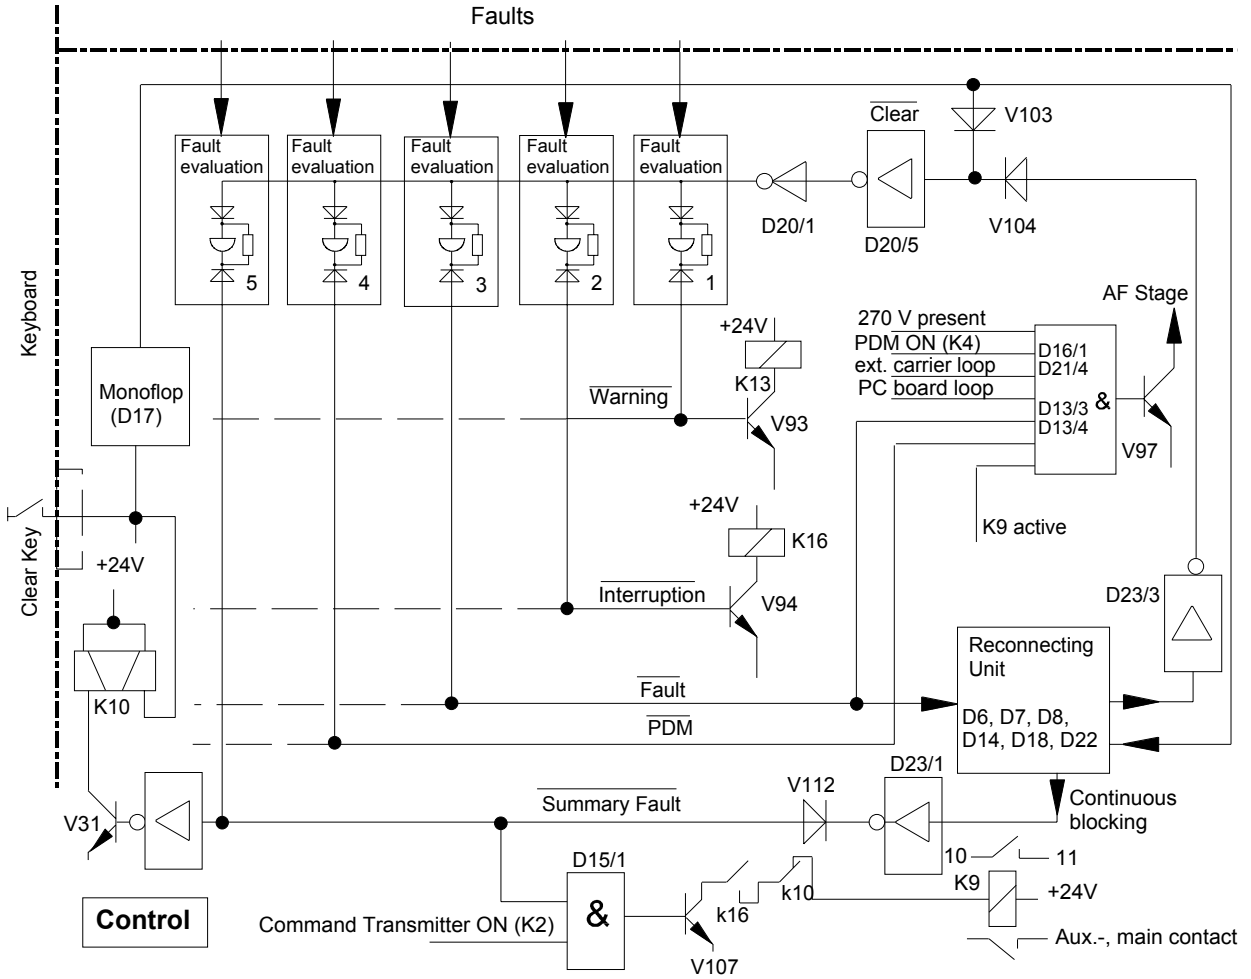 Faults
Clear
V103
Fault evaluation
Fault evaluation
Fault evaluation
Fault evaluation
Fault evaluation
5
4
3
2
1
D20/1
D20/5
V104
Keyboard
AF Stage
+24V
270 V present
PDM ON (K4)
ext. carrier loop
PC board loop
D16/1
D21/4
D13/3
D13/4
&
V97
K9 active
Monoflop
(D17)
Warning
K13
V93
+24V
K16
Clear Key
+24V
Interruption
V94
D23/3
Reconnecting
Unit
D6, D7, D8,
D14, D18, D22
K10
Fault
PDM
V31
Summary Fault
V112
D23/1
Continuous
blocking
10
11
D15/1
&
k16
k10
K9
+24V
Control
Command Transmitter ON (K2)
V107
Aux.-, main contact